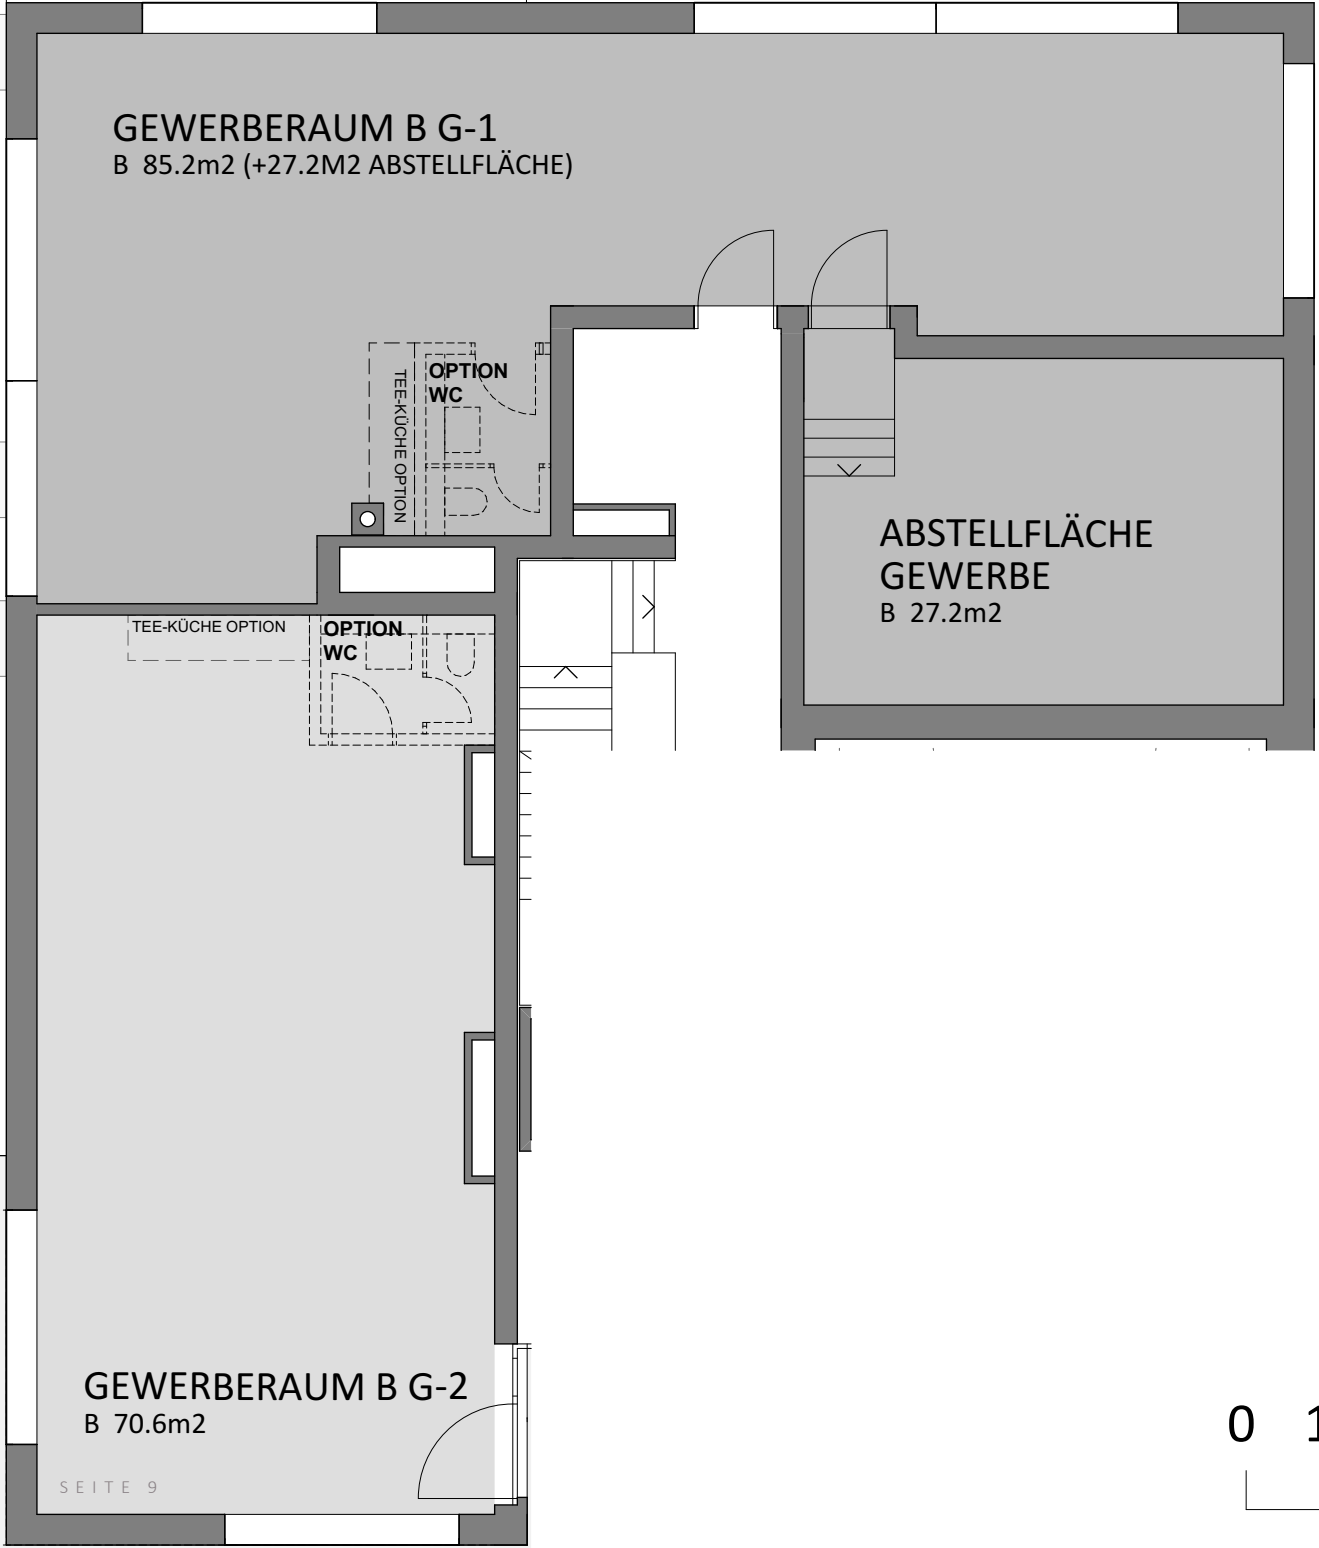 GEWERBERAUM B G-1
B 85.2m2 (+27.2M2 ABSTELLFLÄCHE)
OPTION
WC
TEE-KÜCHE OPTION
ABSTELLFLÄCHE
GEWERBE
B 27.2m2
TEE-KÜCHE OPTION
OPTION
WC
GEWERBERAUM B G-2
B 70.6m2
SEITE 9
0 1